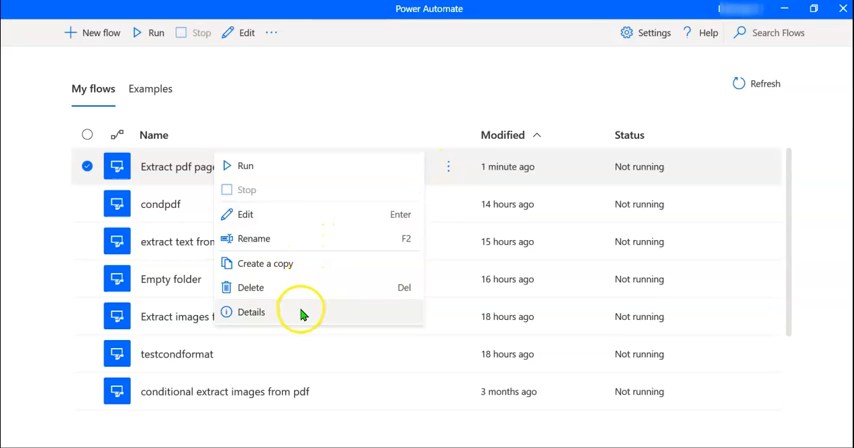 Power Automate
New flow Run Stop Edit ··· Settings ? Help Search Flows
My flows Examples Refresh
Name Modified Status
Extract pdf page 1 minute ago Not running
condpdf 14 hours ago Not running
extract text from 15 hours ago Not running
Empty folder 16 hours ago Not running
Extract images f 18 hours ago Not running
testcondformat 18 hours ago Not running
conditional extract images from pdf 3 months ago Not running
Run
Stop
Edit Enter
Rename F2
Create a copy
Delete Del
Details